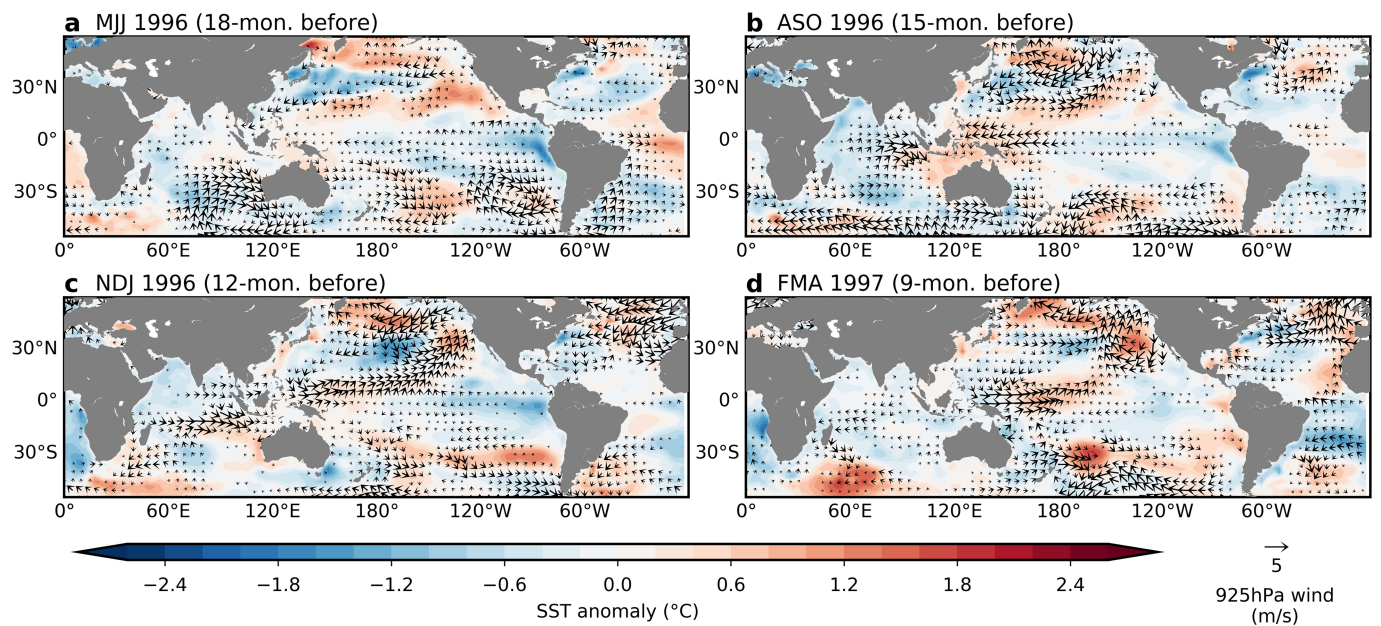 a MJJ 1996 (18-mon. before)
b ASO 1996 (15-mon. before)
30°N
0°
30°S
0° 60°E 120°E 180° 120°W 60°W
30°N
0°
30°S
0° 60°E 120°E 180° 120°W 60°W
c NDJ 1996 (12-mon. before)
d FMA 1997 (9-mon. before)
30°N
0°
30°S
0° 60°E 120°E 180° 120°W 60°W
30°N
0°
30°S
0° 60°E 120°E 180° 120°W 60°W
−2.4 −1.8 −1.2 −0.6 0.0 0.6 1.2 1.8 2.4
SST anomaly (°C)
5
925hPa wind
(m/s)